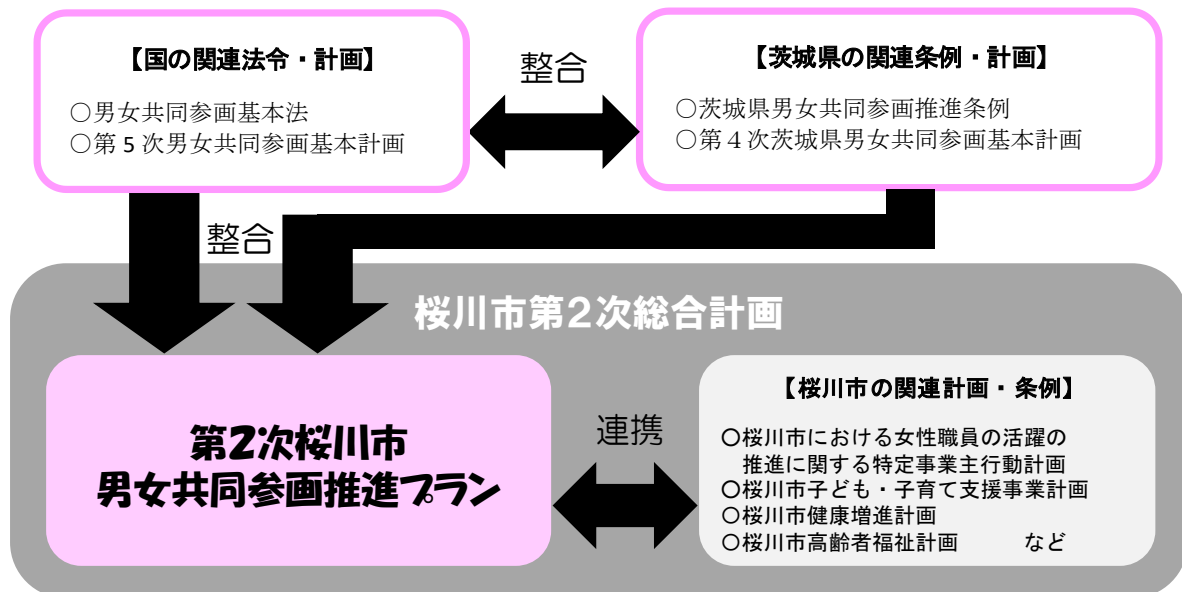 【国の関連法令・計画】
○男女共同参画基本法
○第5次男女共同参画基本計画
整合
【茨城県の関連条例・計画】
○茨城県男女共同参画推進条例
○第４次茨城県男女共同参画基本計画
整合
桜川市第2次総合計画
第2次桜川市
男女共同参画推進プラン
連携
【桜川市の関連計画・条例】
○桜川市における女性職員の活躍の
推進に関する特定事業主行動計画
○桜川市子ども・子育て支援事業計画
○桜川市健康増進計画
○桜川市高齢者福祉計画　　　など